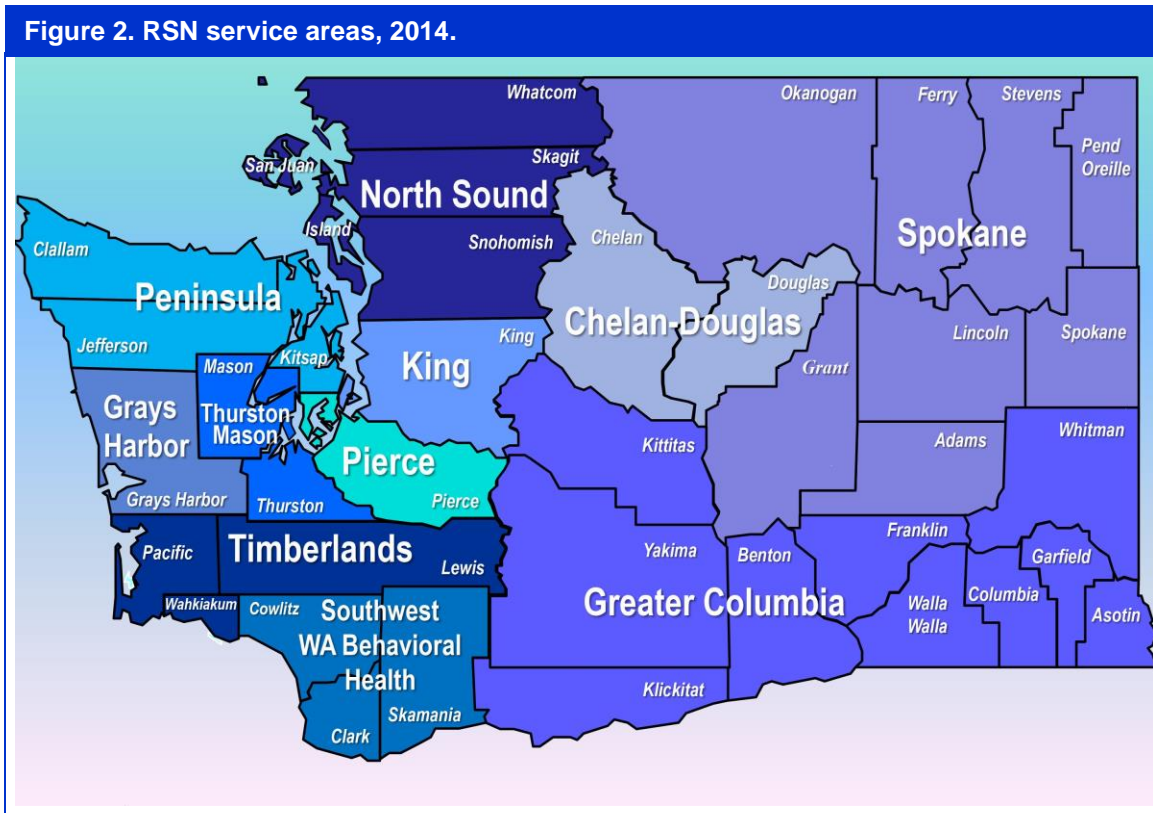 Figure 2. RSN service areas, 2014.
Whatcom
Okanogan
Ferry
Stevens
Pend
Oreille
San Juan
Skagit
North Sound
Island
Snohomish
Chelan
Spokane
Clallam
Peninsula
Douglas
Chelan-Douglas
Jefferson
Kitsap
King
King
Lincoln
Spokane
Mason
Grant
Grays
Harbor
Thurston
Mason
Kittitas
Adams
Whitman
Pierce
Pierce
Grays Harbor
Thurston
Franklin
Pacific
Timberlands
Lewis
Yakima
Benton
Garfield
Wahkiakum
Cowlitz
Southwest
WA Behavioral
Health
Greater Columbia
Walla
Walla
Columbia
Asotin
Klickitat
Skamania
Clark